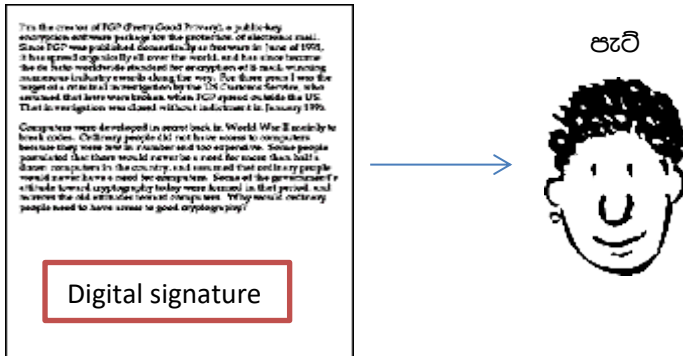 I'm the creator of PGP (Pretty Good Privacy), a public-key
encryption software package for the protection of electronic mail.
Since PGP was published domestically as freeware in June of 1991,
it has spread organically all over the world, and has since become
the de facto worldwide standard for encryption of E-mail, winning
numerous industry awards along the way. For three years I was the
target of a criminal investigation by the US Customs Service, who
assumed that laws were broken when PGP spread outside the US.
That investigation was closed without indictment in January 1996.
Computers were developed in secret back in World War II mainly to
break codes. Ordinary people did not have access to computers
because they were few in number and too expensive. Some people
postulated that there would never be a need for more than half a
dozen computers in the country, and assumed that ordinary people
would never have a need for computers. Some of the government's
attitude toward cryptography today were formed in that period, and
mirrors the old attitudes toward computers. Why would ordinary
people need to have access to good cryptography?
Digital signature
පැට්